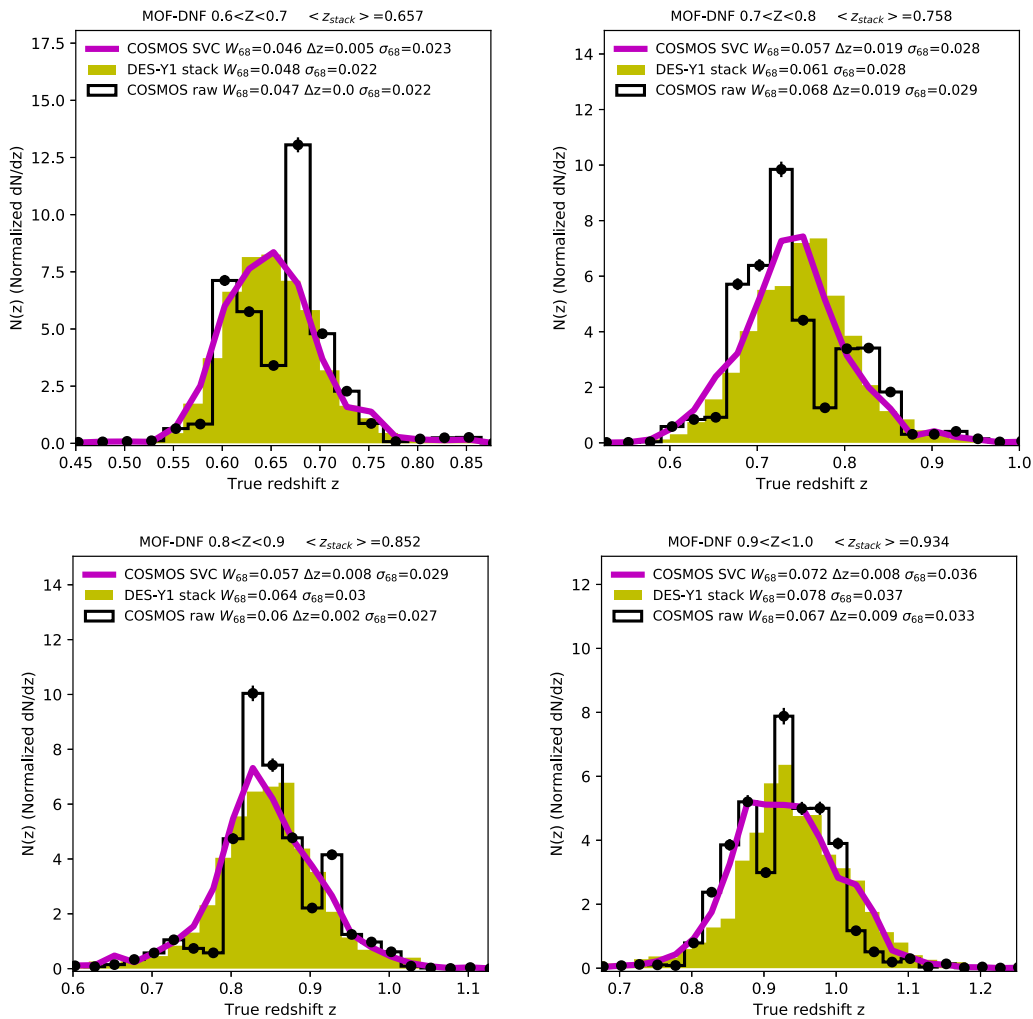 MOF-DNF 0.6<Z<0.7 <z_stack>=0.657
COSMOS SVC W_68=0.046 Δz=0.005 σ_68=0.023
DES-Y1 stack W_68=0.048 σ_68=0.022
COSMOS raw W_68=0.047 Δz=0.0 σ_68=0.022
17.5
15.0
12.5
10.0
7.5
5.0
2.5
0.0
N(z) (Normalized dN/dz)
0.45 0.50 0.55 0.60 0.65 0.70 0.75 0.80 0.85
True redshift z
MOF-DNF 0.7<Z<0.8 <z_stack>=0.758
COSMOS SVC W_68=0.057 Δz=0.019 σ_68=0.028
DES-Y1 stack W_68=0.061 σ_68=0.028
COSMOS raw W_68=0.068 Δz=0.019 σ_68=0.029
14
12
10
8
6
4
2
0
N(z) (Normalized dN/dz)
0.6 0.7 0.8 0.9 1.0
True redshift z
MOF-DNF 0.8<Z<0.9 <z_stack>=0.852
COSMOS SVC W_68=0.057 Δz=0.008 σ_68=0.029
DES-Y1 stack W_68=0.064 σ_68=0.03
COSMOS raw W_68=0.06 Δz=0.002 σ_68=0.027
14
12
10
8
6
4
2
0
N(z) (Normalized dN/dz)
0.6 0.7 0.8 0.9 1.0 1.1
True redshift z
MOF-DNF 0.9<Z<1.0 <z_stack>=0.934
COSMOS SVC W_68=0.072 Δz=0.008 σ_68=0.036
DES-Y1 stack W_68=0.078 σ_68=0.037
COSMOS raw W_68=0.067 Δz=0.009 σ_68=0.033
12
10
8
6
4
2
0
N(z) (Normalized dN/dz)
0.7 0.8 0.9 1.0 1.1 1.2
True redshift z